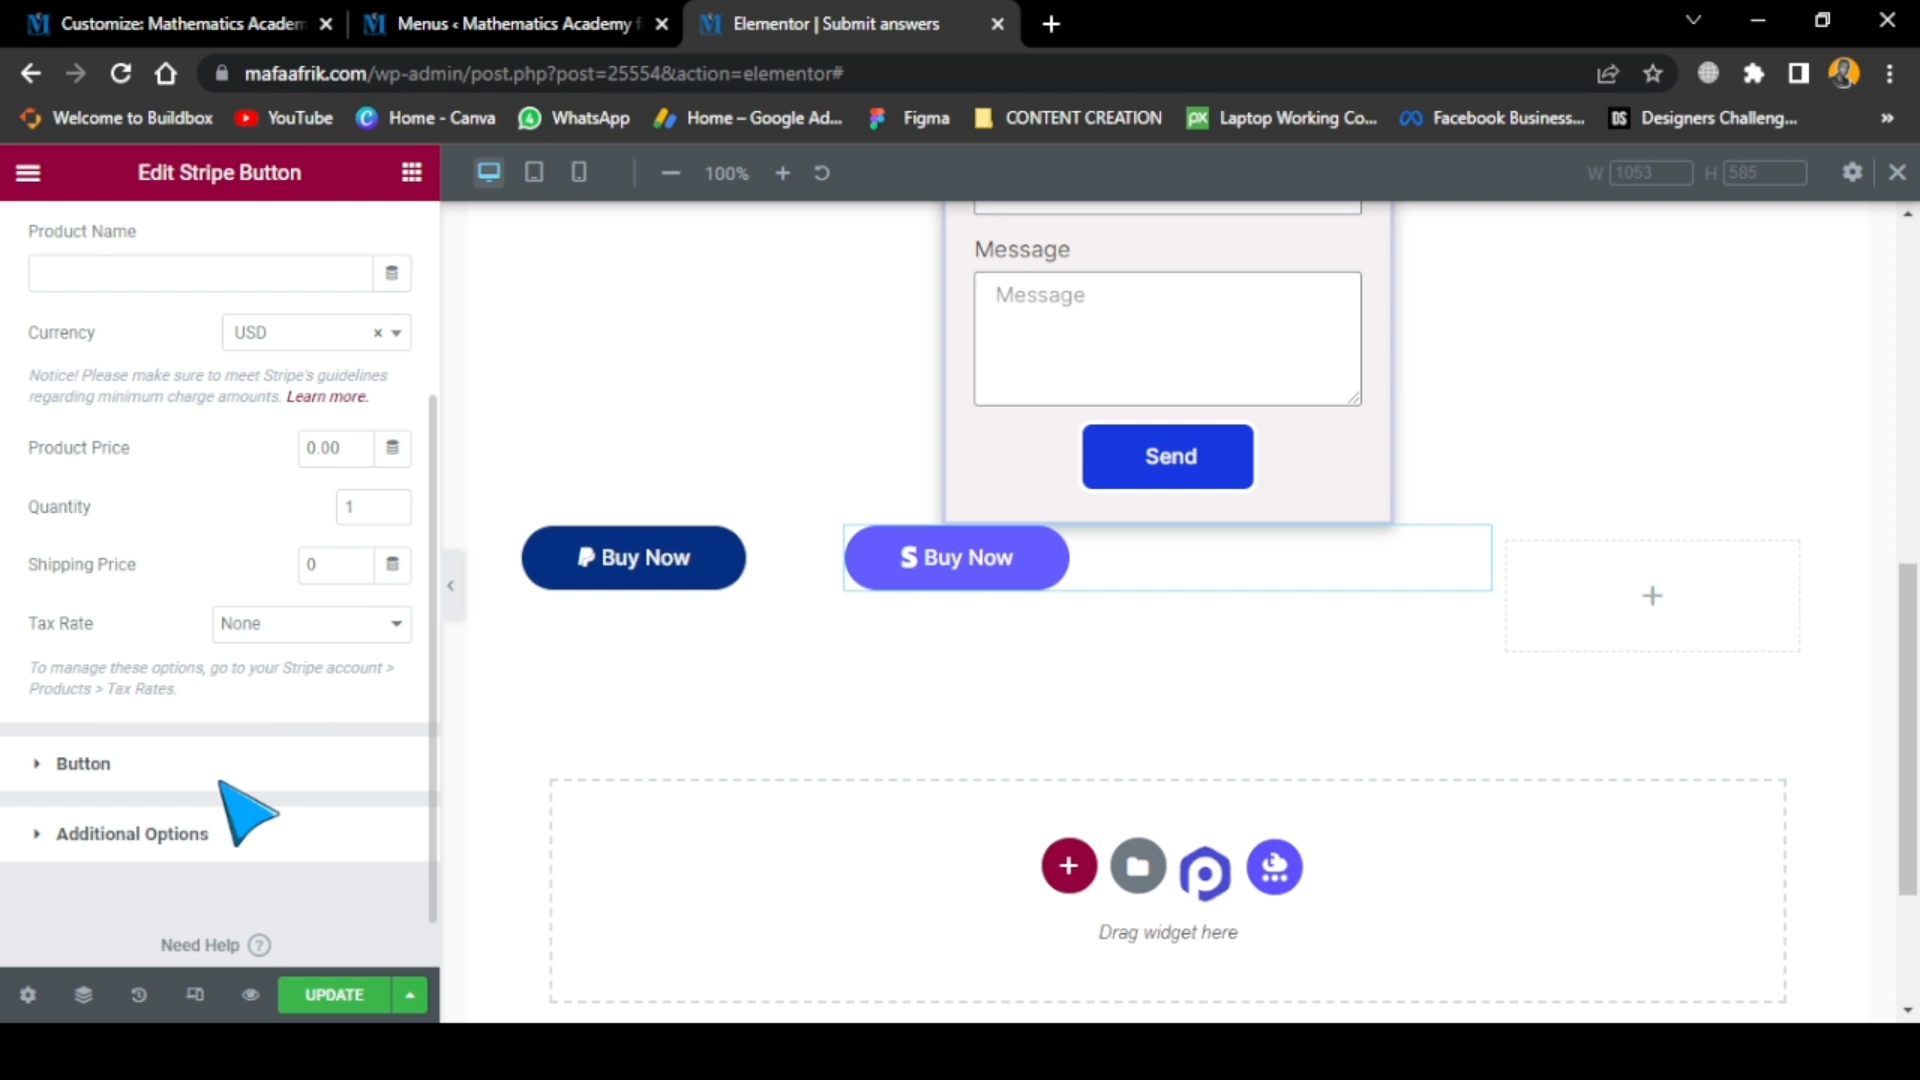 Customize: Mathematics Academ
Menus ‹ Mathematics Academy f
Elementor | Submit answers
mafaafrik.com/wp-admin/post.php?post=25554&action=elementor#
Welcome to Buildbox
YouTube
Home - Canva
WhatsApp
Home – Google Ad...
Figma
CONTENT CREATION
Laptop Working Co...
Facebook Business...
Designers Challeng...
»
Edit Stripe Button
100%
W 1053
H 585
Product Name
Currency
USD
Notice! Please make sure to meet Stripe's guidelines
regarding minimum charge amounts. Learn more.
Product Price
0.00
Quantity
1
Shipping Price
0
Tax Rate
None
To manage these options, go to your Stripe account >
Products > Tax Rates.
Button
Additional Options
Need Help ?
UPDATE
Message
Message
Send
Buy Now
Buy Now
Drag widget here